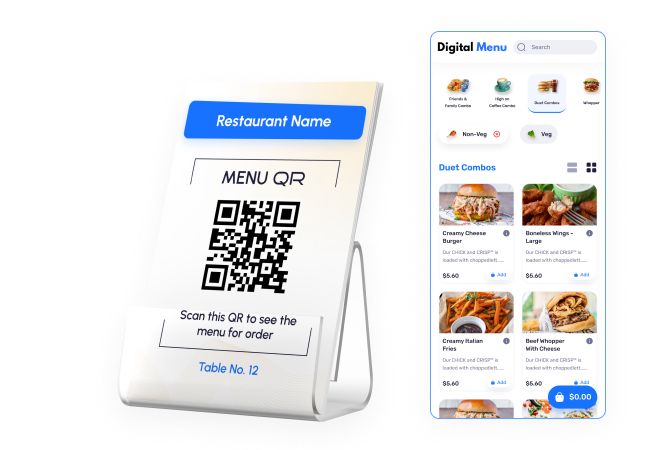 Restaurant Name
MENU QR
Scan this QR to see the
menu for order
Table No. 12
Digital Menu
Search
Friends &
Family Combo
High on
Coffee Combo
Duet Combos
Whopper
Non-Veg
Veg
Duet Combos
Creamy Cheese
Burger
Our CHICK and CRISP™ is
loaded with choppedlett......
$5.60
Add
Boneless Wings -
Large
Our CHICK and CRISP™ is
loaded with choppedlett......
$5.60
Add
Creamy Italian
Fries
Our CHICK and CRISP™ is
loaded with choppedlett......
$5.60
Add
Beef Whopper
With Cheese
Our CHICK and CRISP™ is
loaded with choppedlett......
$5.60
Add
$0.00